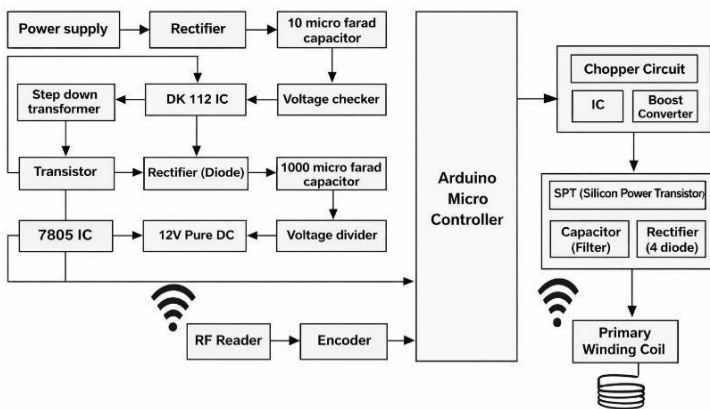 Power supply
Rectifier
10 micro farad
capacitor
Step down
transformer
DK 112 IC
Voltage checker
Transistor
Rectifier (Diode)
1000 micro farad
capacitor
7805 IC
12V Pure DC
Voltage divider
RF Reader
Encoder
Arduino
Micro
Controller
Chopper Circuit
IC
Boost
Converter
SPT (Silicon Power Transistor)
Capacitor
(Filter)
Rectifier
(4 diode)
Primary
Winding Coil